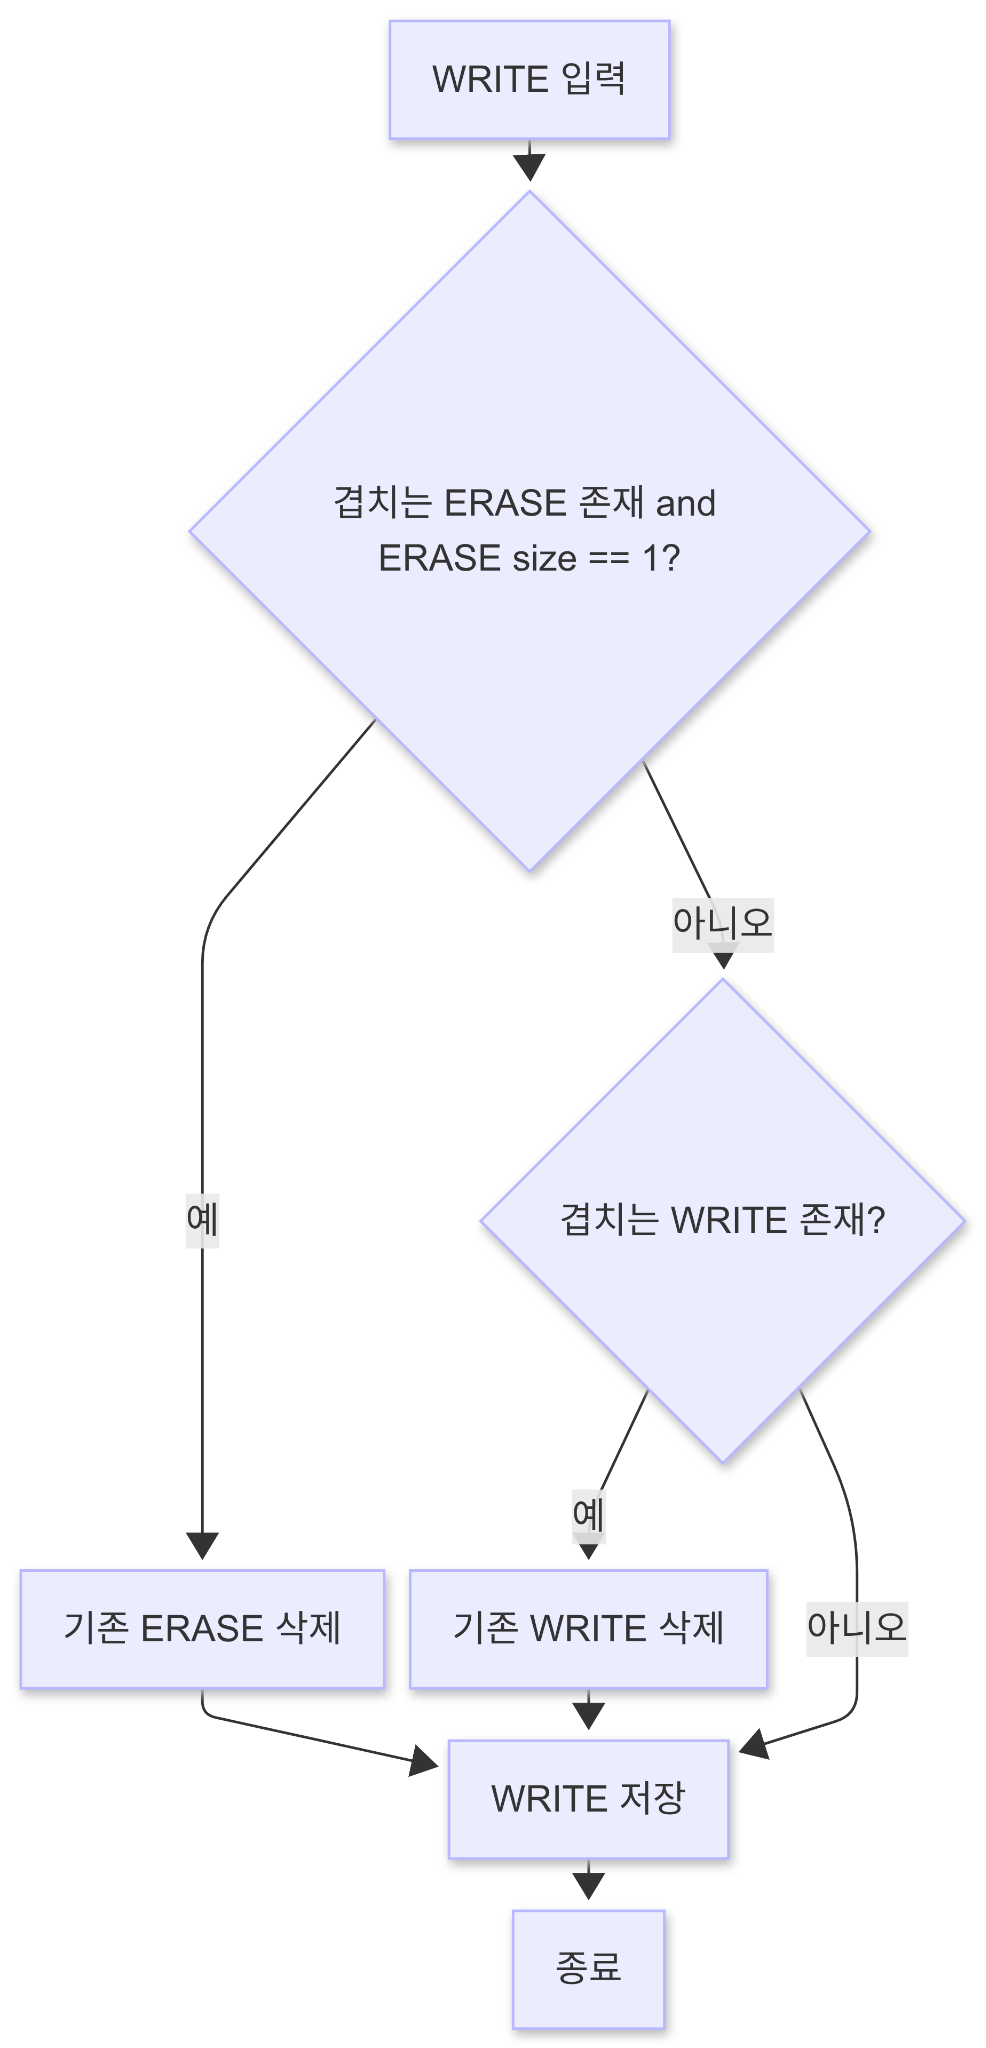 WRITE 입력
겹치는 ERASE 존재 and
ERASE size == 1?
아니오
예
겹치는 WRITE 존재?
예
아니오
기존 ERASE 삭제
기존 WRITE 삭제
WRITE 저장
종료